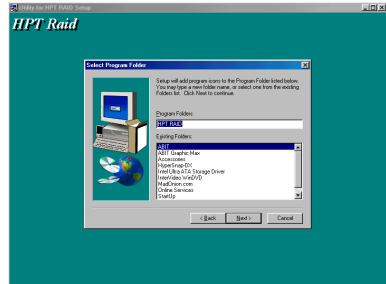 Utility for HPT RAID Setup
HPT Raid
Select Program Folder
Setup will add program icons to the Program Folder listed below.
You may type a new folder name, or select one from the existing
Folders list. Click Next to continue.
Program Folders:
HPT RAID
Existing Folders:
ABIT
ABIT Graphic Max
Accessories
HyperSnap-DX
Intel Ultra ATA Storage Driver
InterVideo WinDVD
MadOnion.com
Online Services
StartUp
< Back
Next >
Cancel